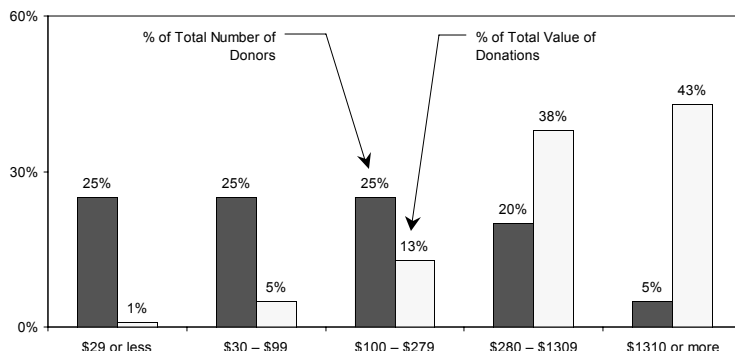 60%
% of Total Number of
Donors
% of Total Value of
Donations
43%
38%
30%
25%
25%
25%
20%
13%
5%
5%
1%
0%
$29 or less
$30 – $99
$100 – $279
$280 – $1309
$1310 or more